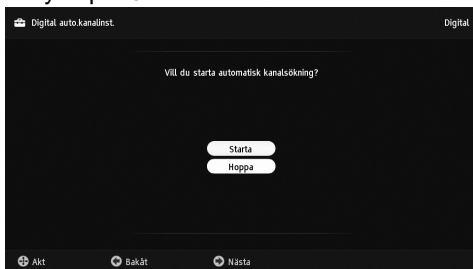 Digital auto.kanalinst. Digital
Vill du starta automatisk kanalsökning?
Starta
Hoppa
Akt Bakåt Nästa